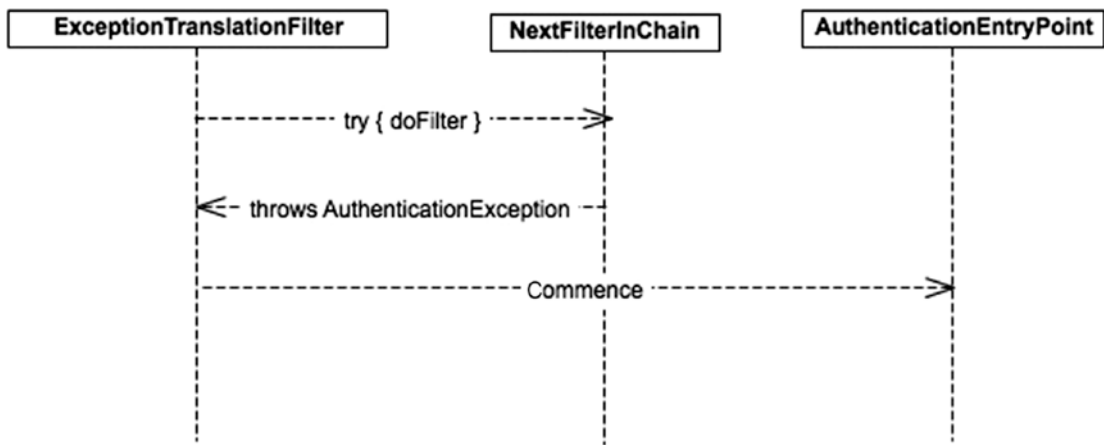 ExceptionTranslationFilter
NextFilterInChain
AuthenticationEntryPoint
try { doFilter }
throws AuthenticationException
Commence